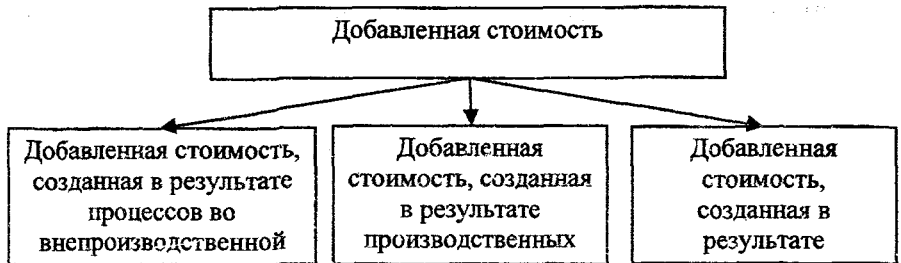 Добавленная стоимость
Добавленная стоимость,
созданная в результате
процессов во
внепроизводственной
Добавленная
стоимость, созданная
в результате
производственных
Добавленная
стоимость,
созданная в
результате